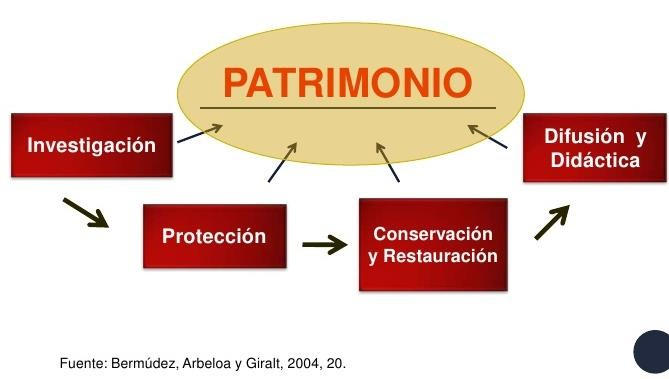 PATRIMONIO
Investigación
Difusión y
Didáctica
Protección
Conservación
y Restauración
Fuente: Bermúdez, Arbeloa y Giralt, 2004, 20.